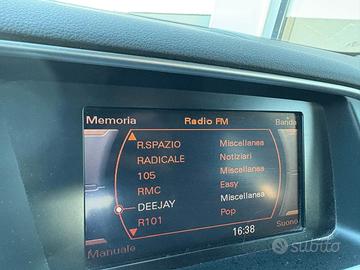 Memoria Radio FM Banda
R.SPAZIO Miscellanea
RADICALE Notiziari
105 Miscellanea
RMC Easy
DEEJAY Miscellanea
R101 Pop
Manuale 16:38 Suono
subito